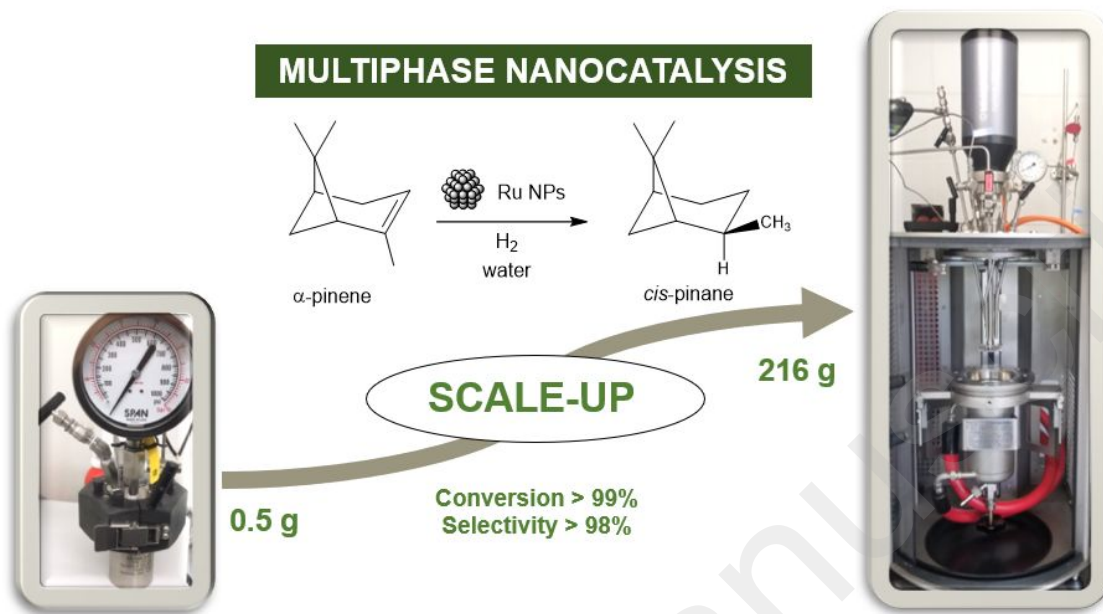 MULTIPHASE NANOCATALYSIS
Ru NPs
H2
water
CH3
H
α-pinene
cis-pinane
SCALE-UP
0.5 g
216 g
Conversion > 99%
Selectivity > 98%
SPAN